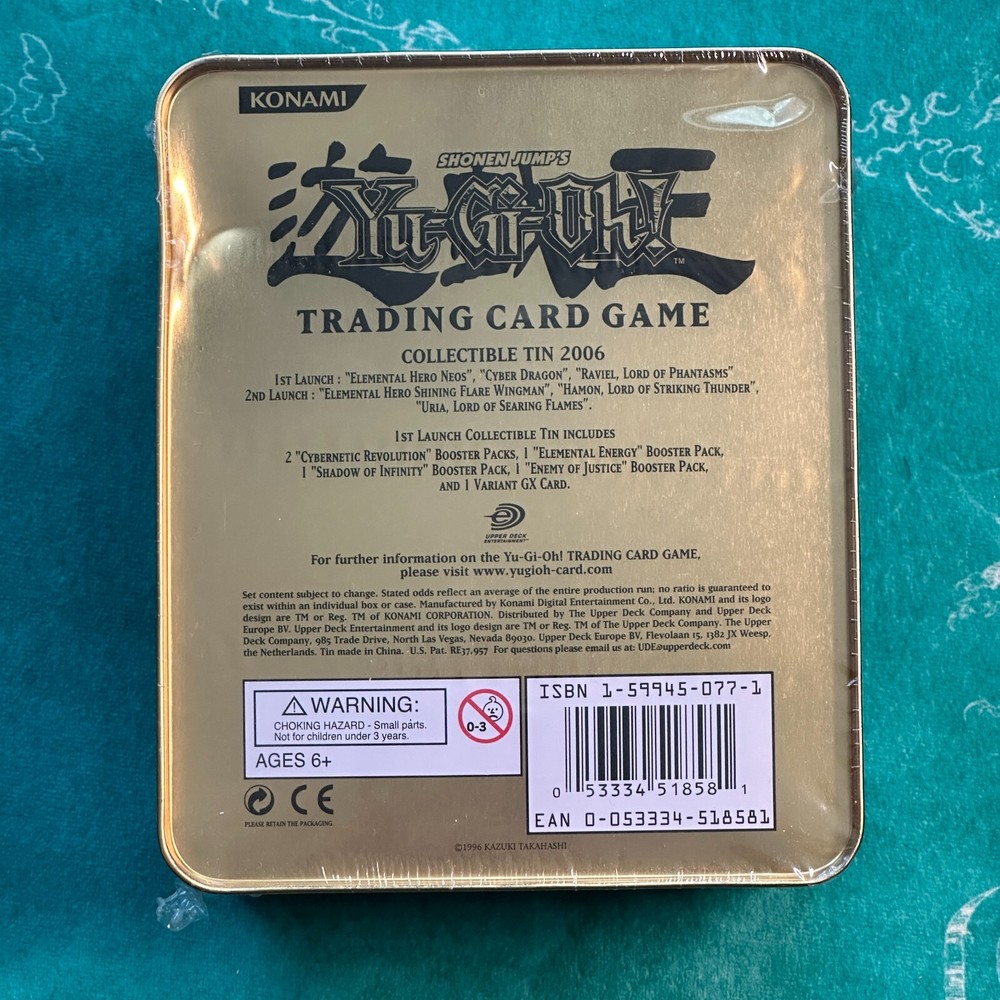 KONAMI
SHONEN JUMP'S
遊戯王
Yu-Gi-Oh!
TM
TRADING CARD GAME
COLLECTIBLE TIN 2006
1ST LAUNCH : "ELEMENTAL HERO NEOS", "CYBER DRAGON", "RAVIEL, LORD OF PHANTASMS"
2ND LAUNCH : "ELEMENTAL HERO SHINING FLARE WINGMAN", "HAMON, LORD OF STRIKING THUNDER",
"URIA, LORD OF SEARING FLAMES".
1ST LAUNCH COLLECTIBLE TIN INCLUDES
2 "CYBERNETIC REVOLUTION" BOOSTER PACKS, 1 "ELEMENTAL ENERGY" BOOSTER PACK,
1 "SHADOW OF INFINITY" BOOSTER PACK, 1 "ENEMY OF JUSTICE" BOOSTER PACK,
AND 1 VARIANT GX CARD.
UPPER DECK
ENTERTAINMENT
For further information on the Yu-Gi-Oh! TRADING CARD GAME,
please visit www.yugioh-card.com
Set content subject to change. Stated odds reflect an average of the entire production run; no ratio is guaranteed to
exist within an individual box or case. Manufactured by Konami Digital Entertainment Co., Ltd. KONAMI and its logo
design are TM or Reg. TM of KONAMI CORPORATION. Distributed by The Upper Deck Company and Upper Deck
Europe BV. Upper Deck Entertainment and its logo design are TM or Reg. TM of The Upper Deck Company. The Upper
Deck Company, 985 Trade Drive, North Las Vegas, Nevada 89030. Upper Deck Europe BV, Flevolaan 15, 1382 JX Weesp,
the Netherlands. Tin made in China. U.S. Pat. RE37,957 For questions please email us at: UDE@upperdeck.com
WARNING:
CHOKING HAZARD - Small parts.
Not for children under 3 years.
0-3
AGES 6+
CE
PLEASE RETAIN THE PACKAGING
ISBN 1-59945-077-1
0 53334 51858 1
EAN 0-053334-518581
©1996 KAZUKI TAKAHASHI